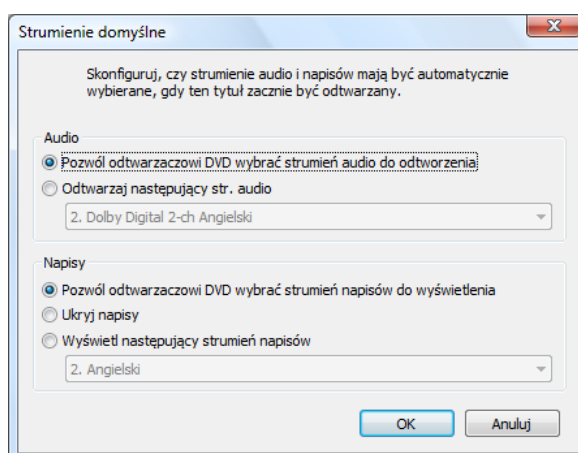 Strumienie domyślne
Skonfiguruj, czy strumienie audio i napisów mają być automatycznie
wybierane, gdy ten tytuł zacznie być odtwarzany.
Audio
Pozwól odtwarzaczowi DVD wybrać strumień audio do odtworzenia
Odtwarzaj następujący str. audio
2. Dolby Digital 2-ch Angielski
Napisy
Pozwól odtwarzaczowi DVD wybrać strumień napisów do wyświetlenia
Ukryj napisy
Wyświetl następujący strumień napisów
2. Angielski
OK
Anuluj